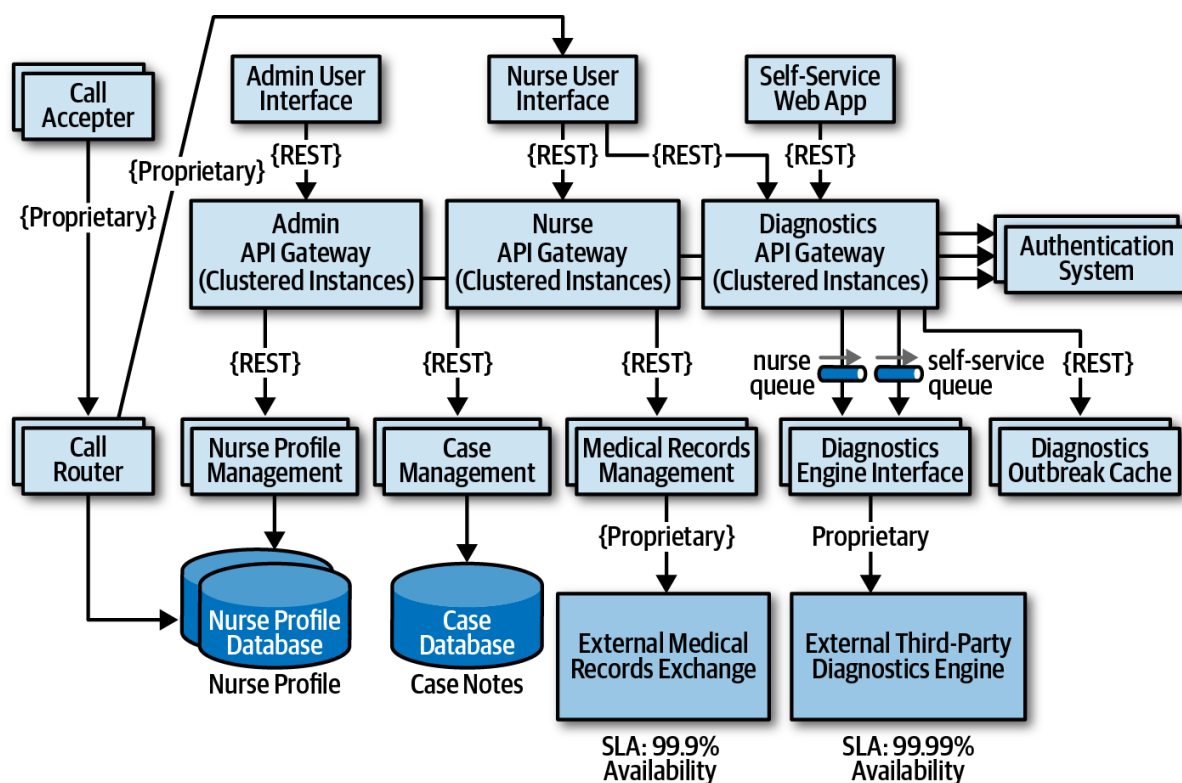 Call
Accepter
Admin User
Interface
Nurse User
Interface
Self-Service
Web App
{REST}
{REST}
{REST}
{REST}
{Proprietary}
{Proprietary}
Admin
API Gateway
(Clustered Instances)
Nurse
API Gateway
(Clustered Instances)
Diagnostics
API Gateway
(Clustered Instances)
Authentication
System
{REST}
{REST}
{REST}
nurse
queue
self-service
queue
{REST}
Call
Router
Nurse Profile
Management
Case
Management
Medical Records
Management
Diagnostics
Engine Interface
Diagnostics
Outbreak Cache
{Proprietary}
Proprietary
Nurse Profile
Database
Nurse Profile
Case
Database
Case Notes
External Medical
Records Exchange
External Third-Party
Diagnostics Engine
SLA: 99.9%
Availability
SLA: 99.99%
Availability